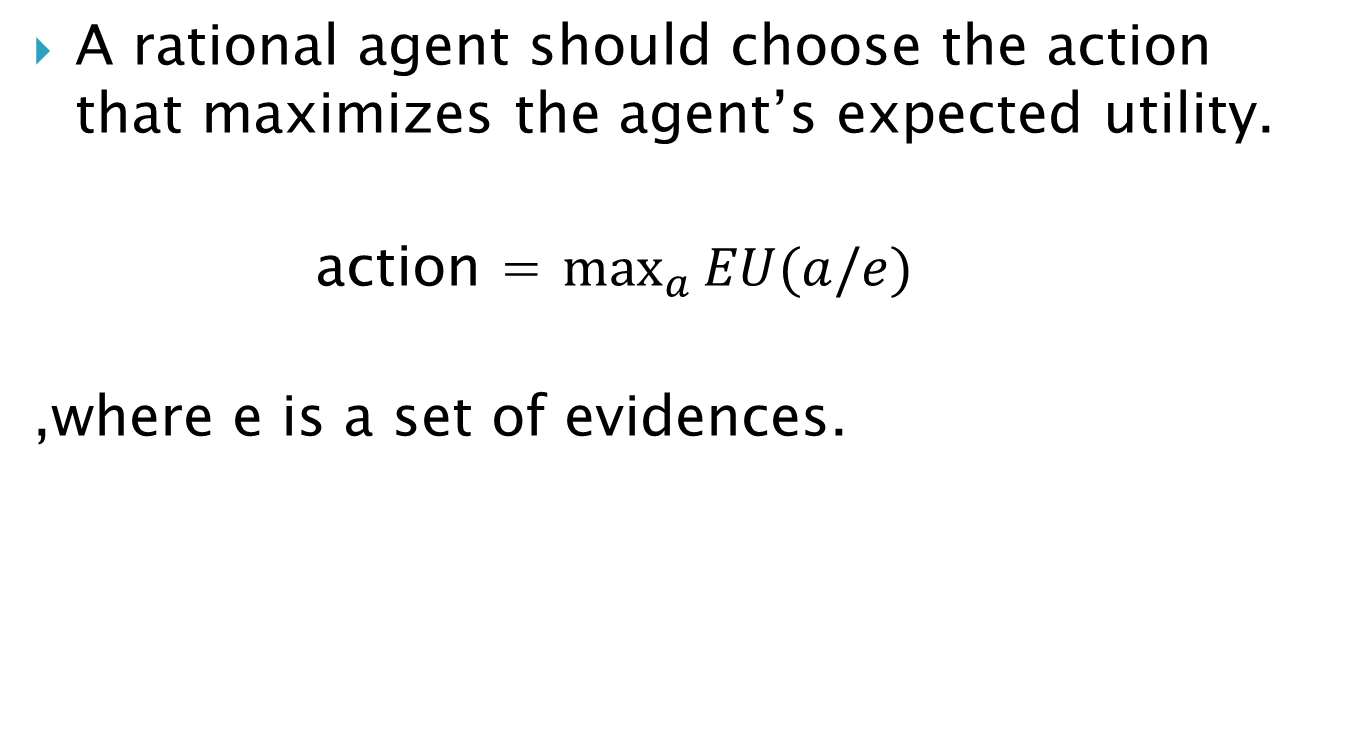 A rational agent should choose the action
that maximizes the agent’s expected utility.
action = maxₐ EU(a/e)
,where e is a set of evidences.